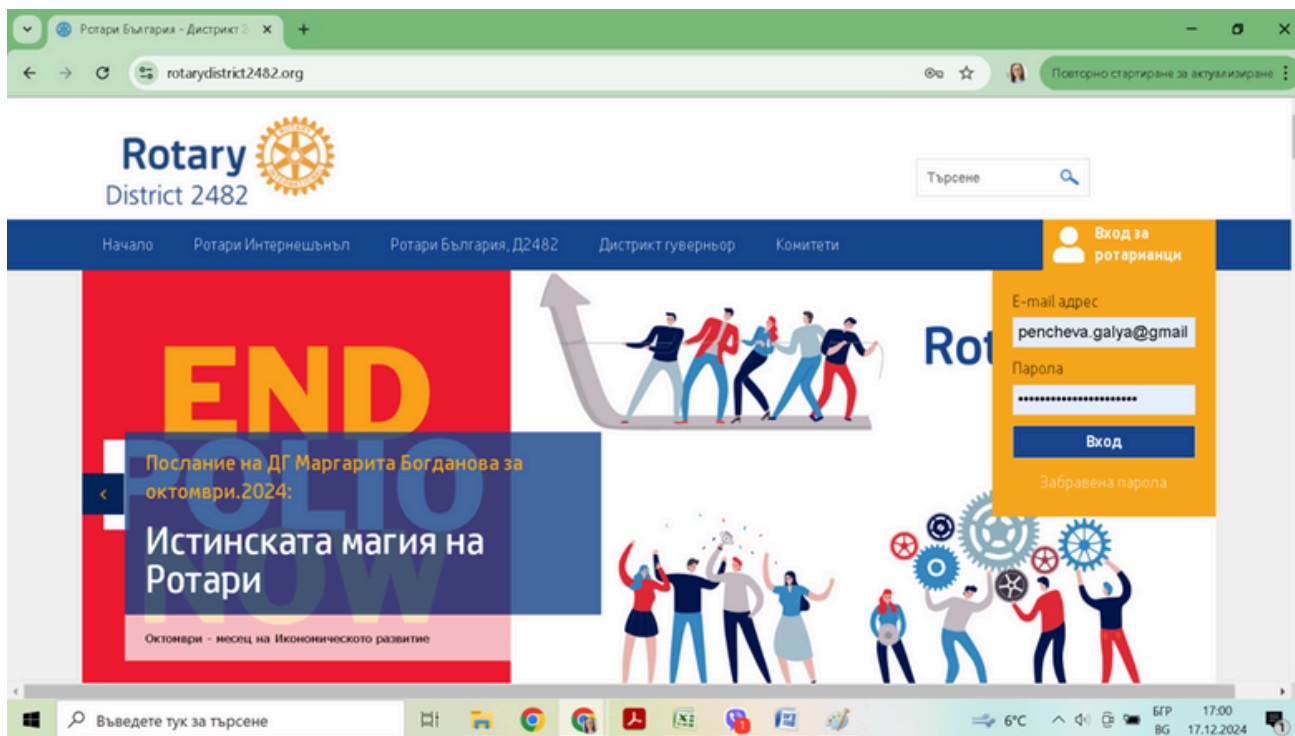 Ротари България - Дистрикт 2
rotarydistrict2482.org
Повторно стартиране за актуализиране
Rotary
ROTARY
INTERNATIONAL
District 2482
Търсене
Начало
Ротари Интернешънъл
Ротари България, Д2482
Дистрикт гуверньор
Комитети
Вход за
ротарианци
E-mail адрес
pencheva.galya@gmail
Парола
Вход
Забравена парола
END
POLIO
NOW
Rot
Послание на ДГ Маргарита Богданова за
октомври.2024:
Истинската магия на
Ротари
Октомври - месец на Икономическото развитие
Въведете тук за търсене
6°C
БГР
BG
17:00
17.12.2024
1